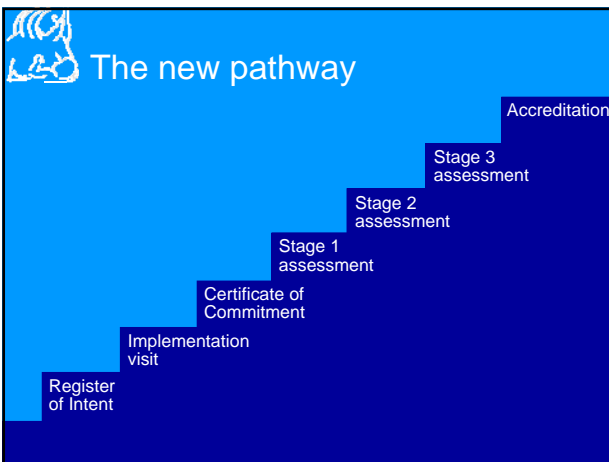 The new pathway
Accreditation
Stage 3
assessment
Stage 2
assessment
Stage 1
assessment
Certificate of
Commitment
Implementation
visit
Register
of Intent